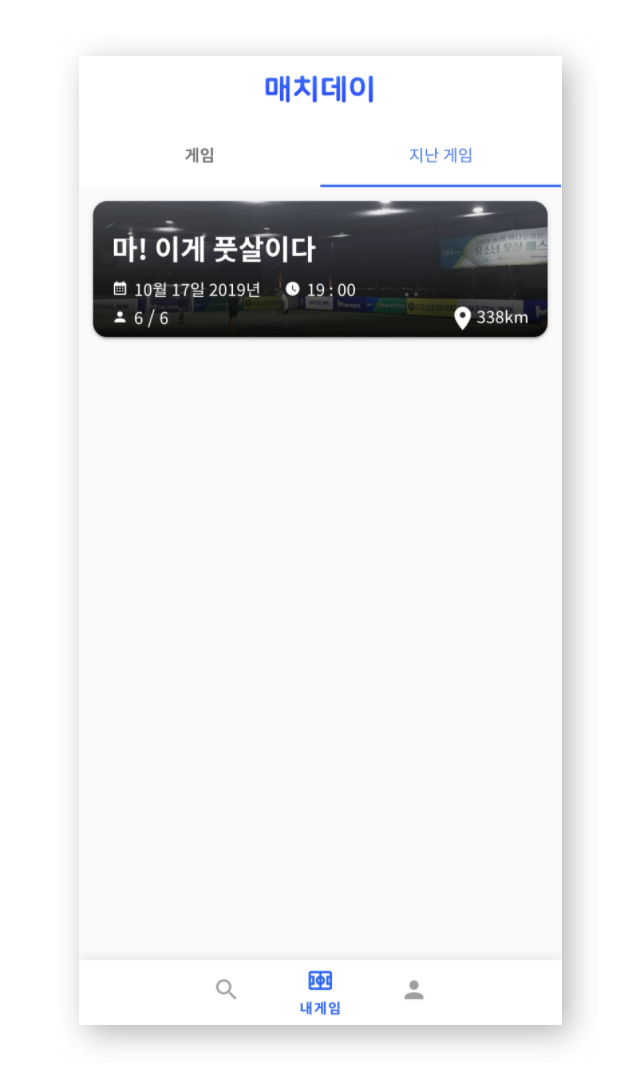 매치데이
게임 지난 게임
마! 이게 풋살이다
10월 17일 2019년 19 : 00
6 / 6 338km
내게임